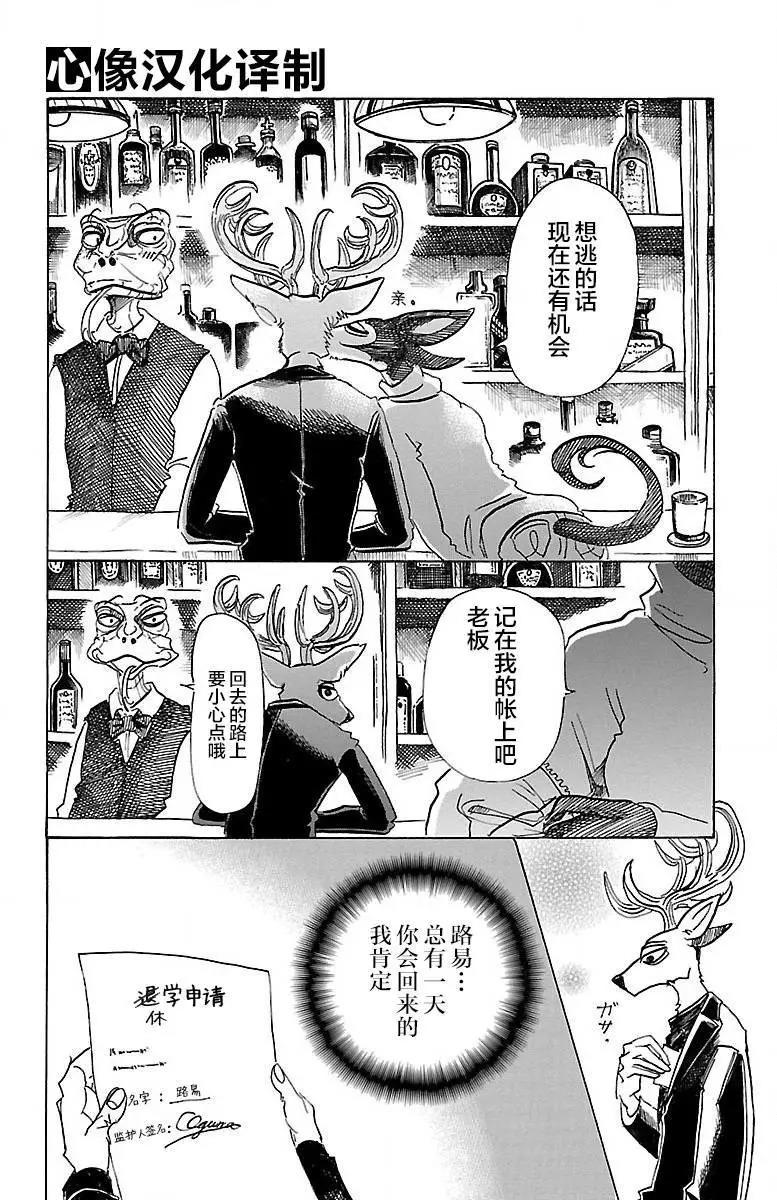 心像汉化译制
想逃的话
现在还有机会
亲。
记在我的帐上吧
老板
回去的路上
要小心点哦
路易…
总有一天
你会回来的
我肯定
ガサ。
退学申请
休
名字：路易
监护人签名：Oguma